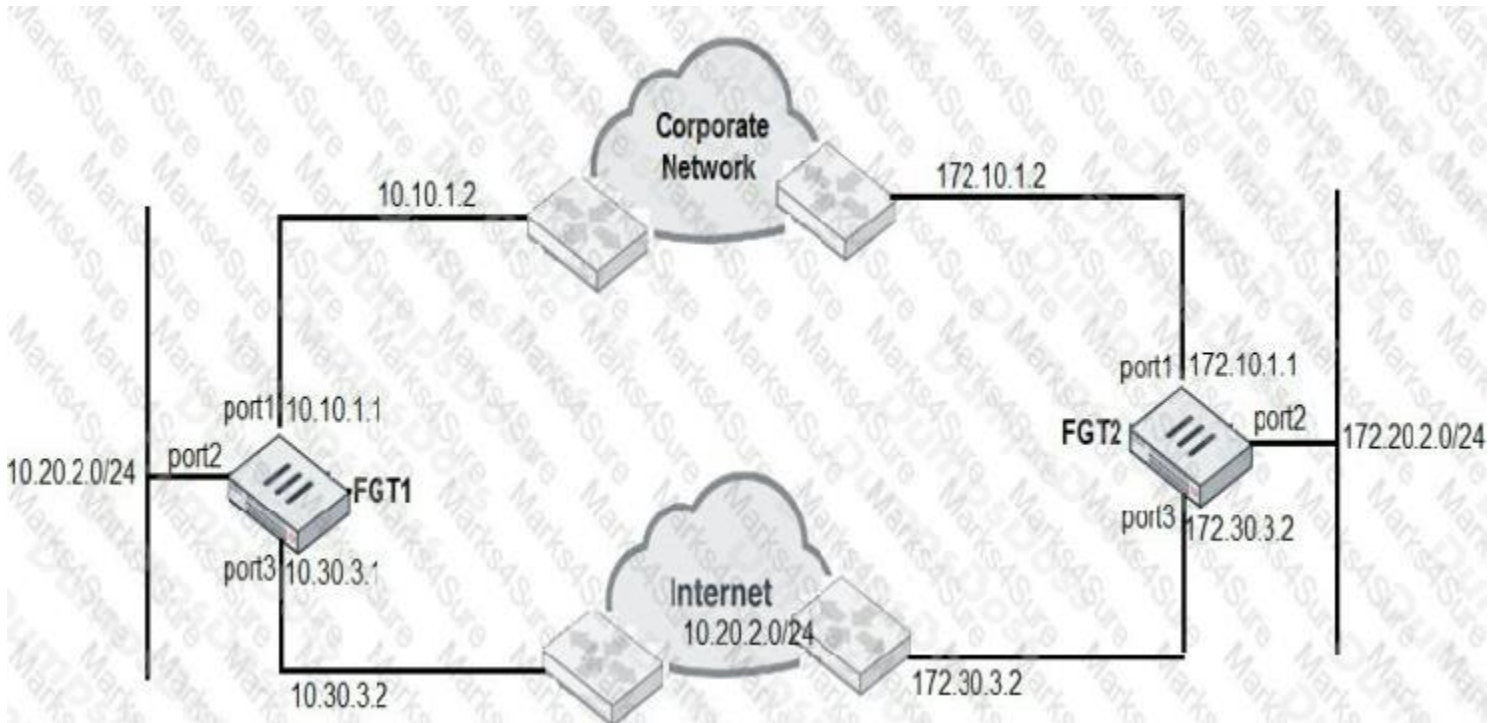 Corporate
Network
10.10.1.2
172.10.1.2
port1
10.10.1.1
port1
172.10.1.1
port2
10.20.2.0/24
FGT1
FGT2
port2
172.20.2.0/24
port3
10.30.3.1
port3
172.30.3.2
Internet
10.20.2.0/24
10.30.3.2
172.30.3.2
Marks4Sure